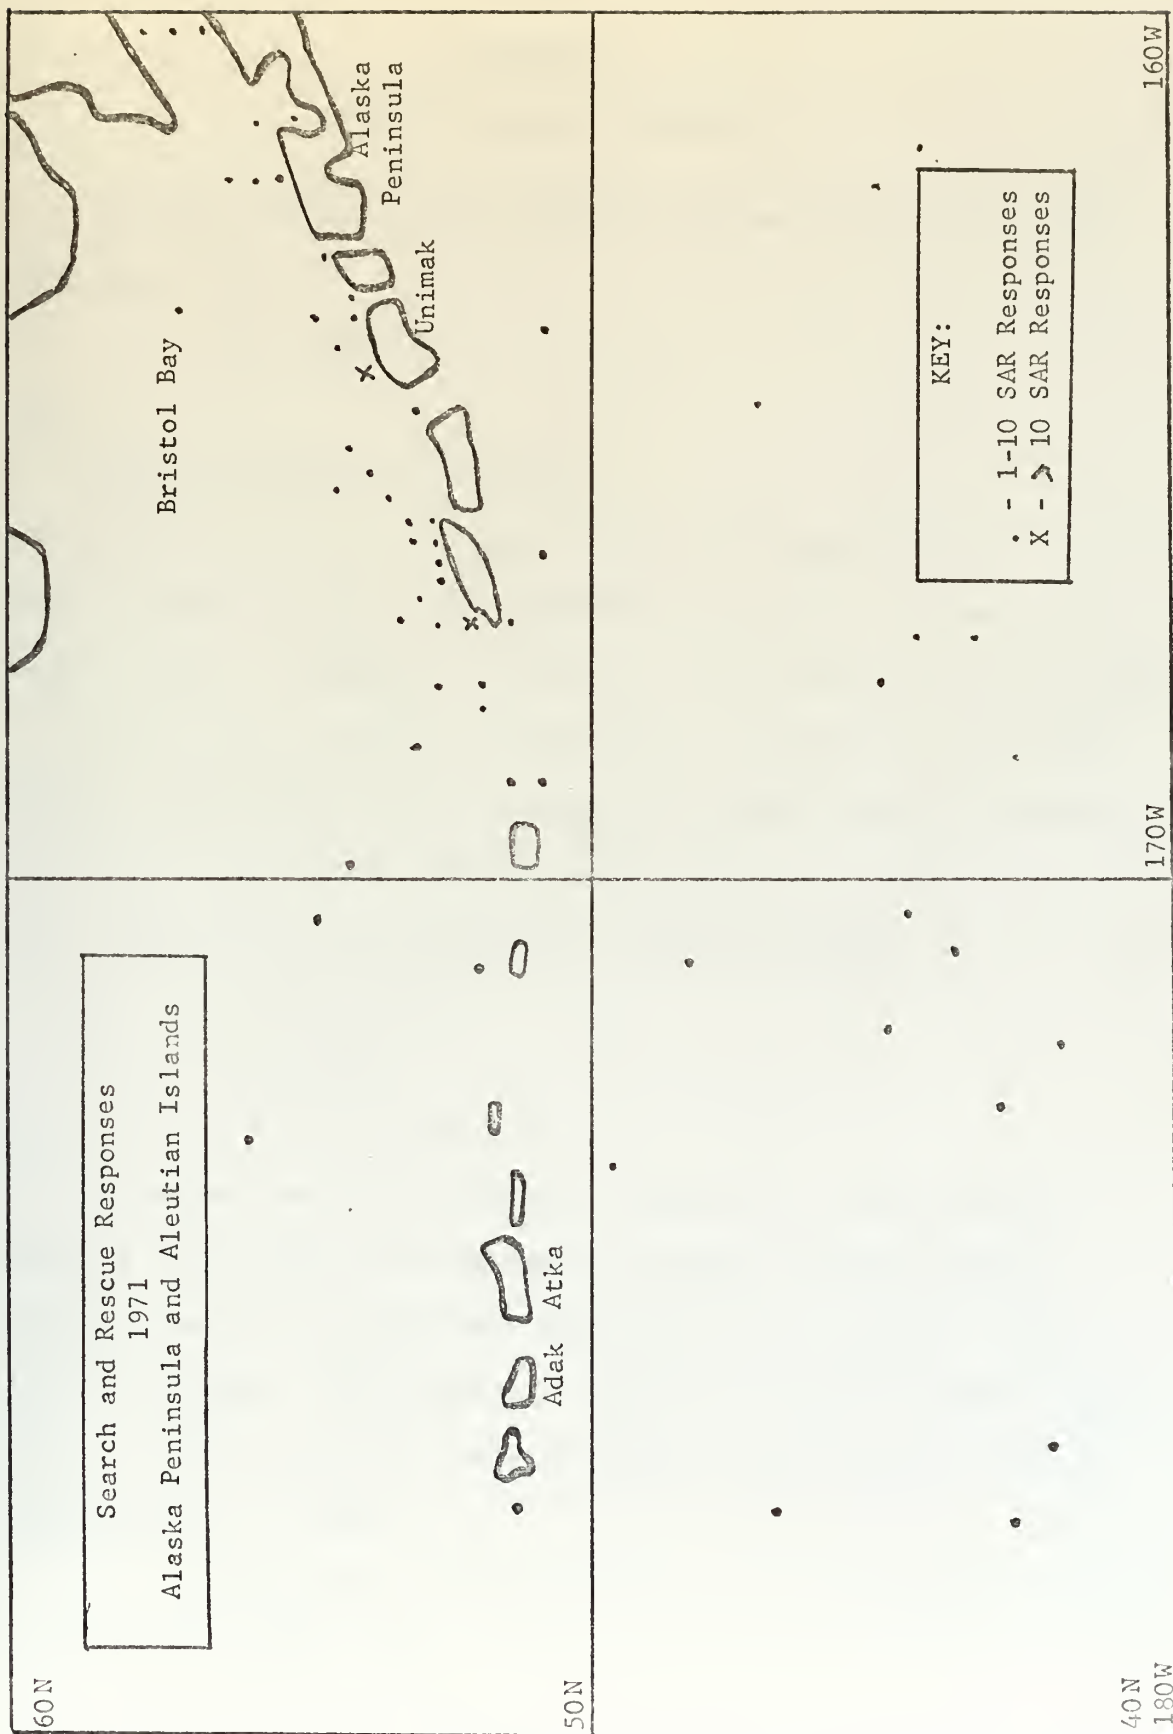 60N
Search and Rescue Responses
1971
Alaska Peninsula and Aleutian Islands
Bristol Bay
Alaska
Peninsula
Unimak
Adak
Atka
50N
KEY:
• - 1-10 SAR Responses
X - > 10 SAR Responses
40N
180W
170W
160W